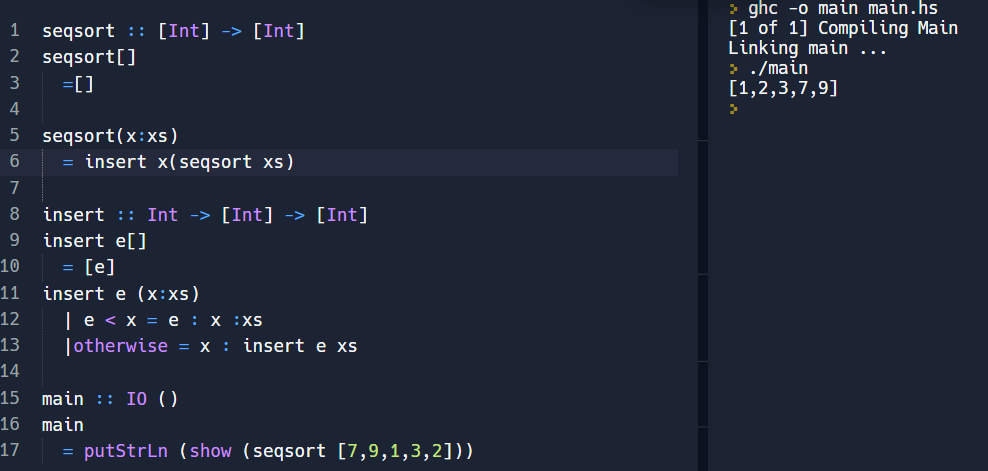 1 seqsort :: [Int] -> [Int]
2 seqsort[]
3   =[]
4
5 seqsort(x:xs)
6   = insert x(seqsort xs)
7
8 insert :: Int -> [Int] -> [Int]
9 insert e[]
10   = [e]
11 insert e (x:xs)
12   | e < x = e : x :xs
13   |otherwise = x : insert e xs
14
15 main :: IO ()
16 main
17   = putStrLn (show (seqsort [7,9,1,3,2]))
> ghc -o main main.hs
[1 of 1] Compiling Main
Linking main ...
> ./main
[1,2,3,7,9]
>